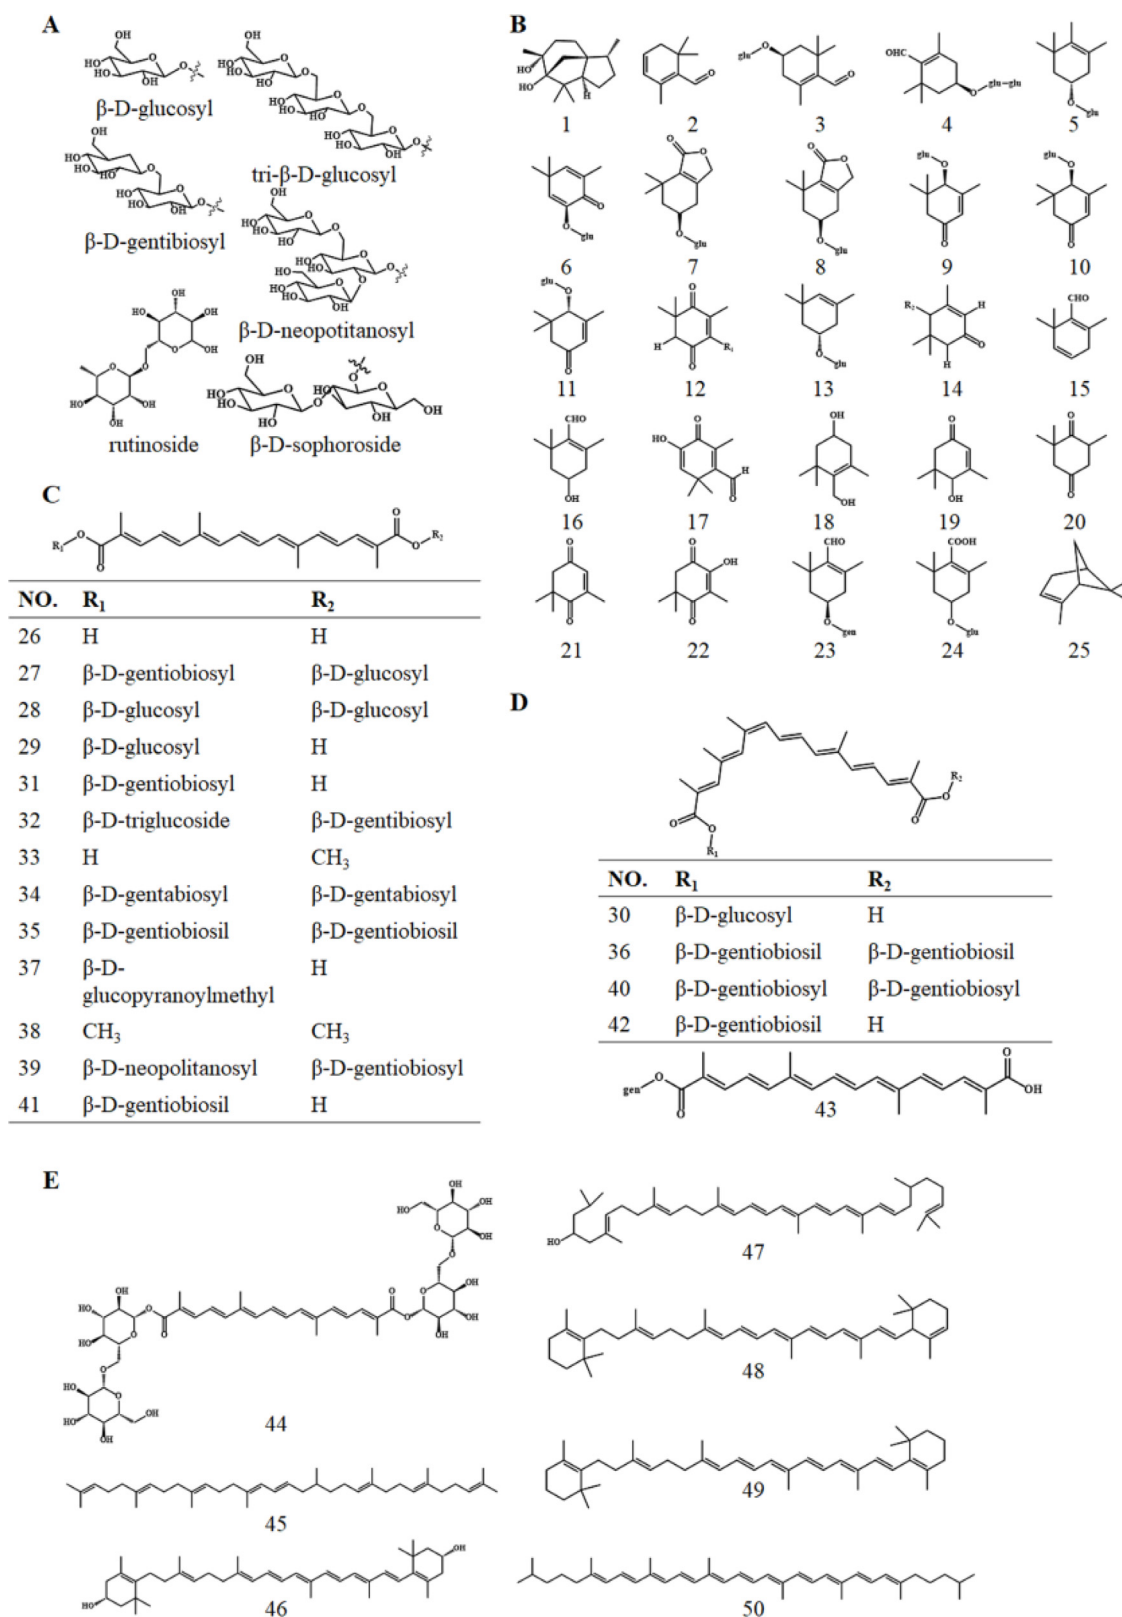 A
β-D-glucosyl
tri-β-D-glucosyl
β-D-gentibiosyl
β-D-neopotitanosyl
rutinoside
β-D-sophoroside
B
1 2 3 4 5
6 7 8 9 10
11 12 13 14 15
16 17 18 19 20
21 22 23 24 25
C
NO. R₁ R₂
26 H H
27 β-D-gentiobiosyl β-D-glucosyl
28 β-D-glucosyl β-D-glucosyl
29 β-D-glucosyl H
31 β-D-gentiobiosyl H
32 β-D-triglucoside β-D-gentibiosyl
33 H CH₃
34 β-D-gentabiosyl β-D-gentabiosyl
35 β-D-gentiobiosil β-D-gentiobiosil
37 β-D-
glucopyranoylmethyl H
38 CH₃ CH₃
39 β-D-neopolitanosyl β-D-gentiobiosyl
41 β-D-gentiobiosil H
D
NO. R₁ R₂
30 β-D-glucosyl H
36 β-D-gentiobiosil β-D-gentiobiosil
40 β-D-gentiobiosyl β-D-gentiobiosyl
42 β-D-gentiobiosil H
43
E
44
45
46
47
48
49
50